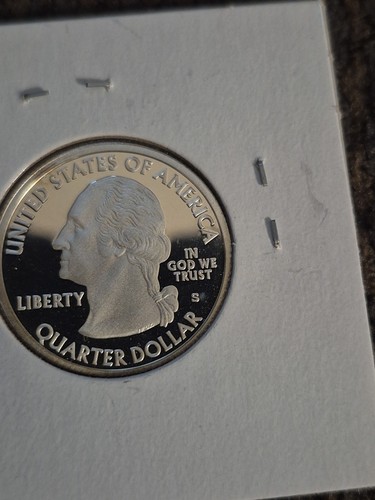 UNITED STATES OF AMERICA
LIBERTY
IN
GOD WE
TRUST
S
QUARTER DOLLAR